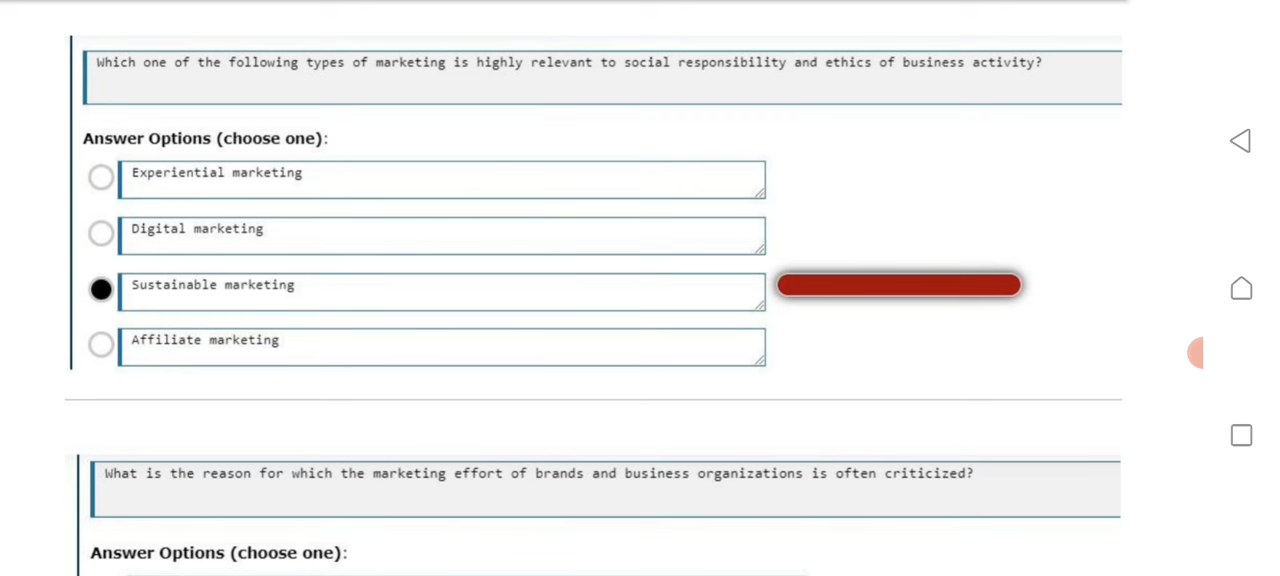 Which one of the following types of marketing is highly relevant to social responsibility and ethics of business activity?
Answer Options (choose one):
Experiential marketing
Digital marketing
Sustainable marketing
Affiliate marketing
What is the reason for which the marketing effort of brands and business organizations is often criticized?
Answer Options (choose one):